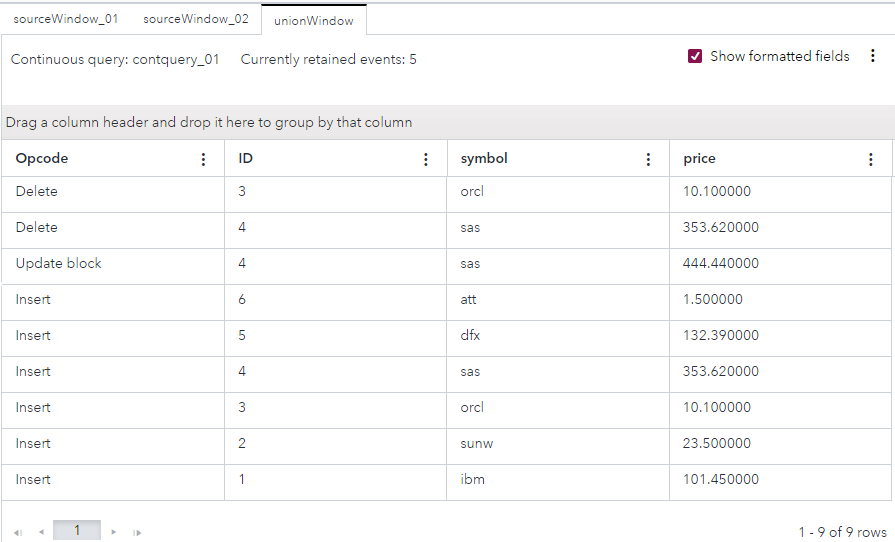 sourceWindow_01 sourceWindow_02 unionWindow
Continuous query: contquery_01 Currently retained events: 5 Show formatted fields
Drag a column header and drop it here to group by that column
Opcode ID symbol price
Delete 3 orcl 10.100000
Delete 4 sas 353.620000
Update block 4 sas 444.440000
Insert 6 att 1.500000
Insert 5 dfx 132.390000
Insert 4 sas 353.620000
Insert 3 orcl 10.100000
Insert 2 sunw 23.500000
Insert 1 ibm 101.450000
1 1 - 9 of 9 rows